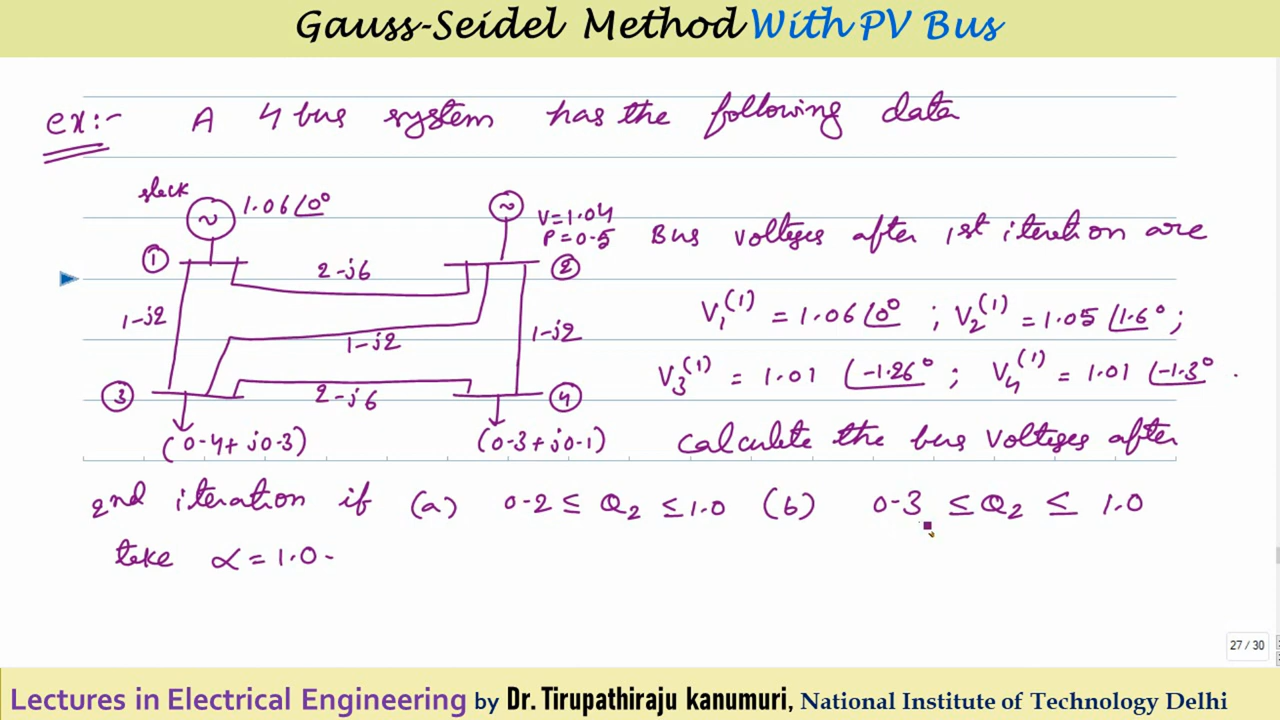 Gauss-Seidel Method With PV Bus
ex:- A 4 bus system has the following data
slack
1.06∠0°
V=1.04
P=0.5
① 2-j6 ②
1-j2
1-j2
1-j2
③ 2-j6 ④
(0.4+j0.3)
(0.3+j0.1)
Bus volteges after 1st iteration are
V₁⁽¹⁾ = 1.06∠0° ; V₂⁽¹⁾ = 1.05∠1.6° ;
V₃⁽¹⁾ = 1.01∠-1.26° ; V₄⁽¹⁾ = 1.01∠-1.3° .
calculate the bus volteges after
2nd iteration if (a) 0.2 ≤ Q₂ ≤ 1.0 (b) 0.3 ≤ Q₂ ≤ 1.0
take α = 1.0.
27 / 30
Lectures in Electrical Engineering by Dr. Tirupathiraju kanumuri, National Institute of Technology Delhi